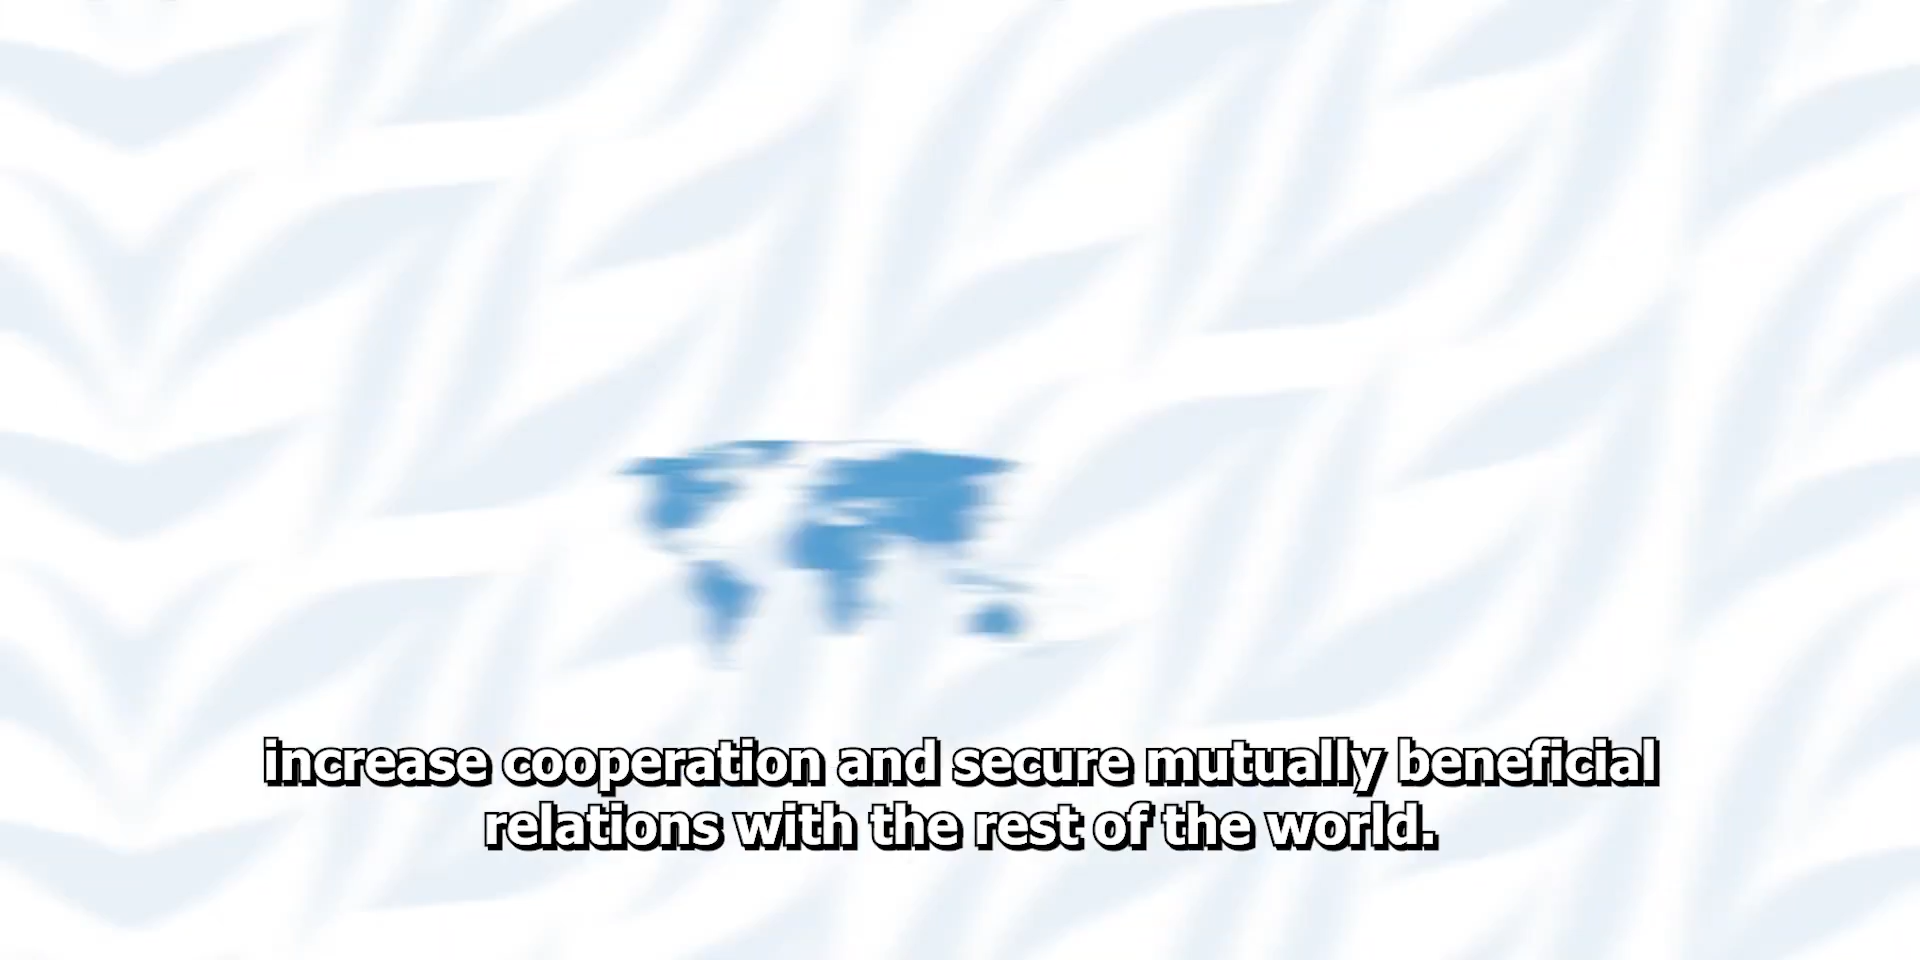 increase cooperation and secure mutually beneficial
relations with the rest of the world.